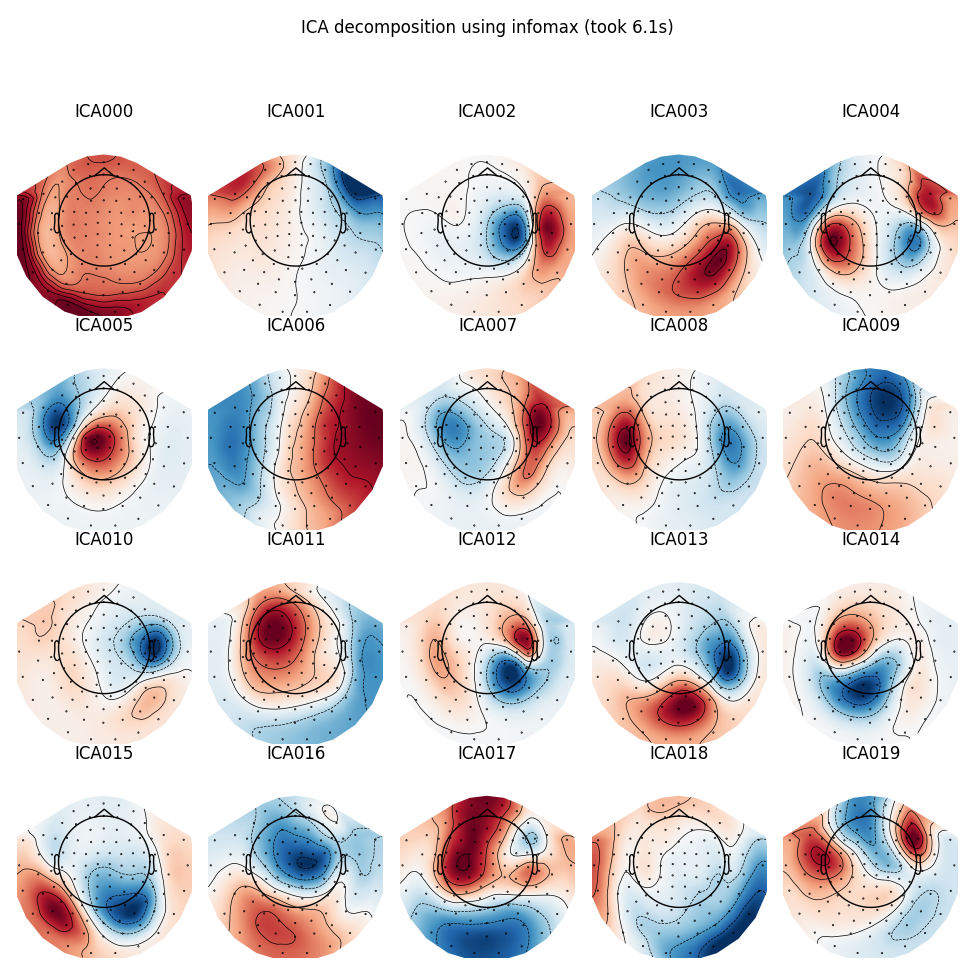 ICA decomposition using infomax (took 6.1s)
ICA000 ICA001 ICA002 ICA003 ICA004
ICA005 ICA006 ICA007 ICA008 ICA009
ICA010 ICA011 ICA012 ICA013 ICA014
ICA015 ICA016 ICA017 ICA018 ICA019